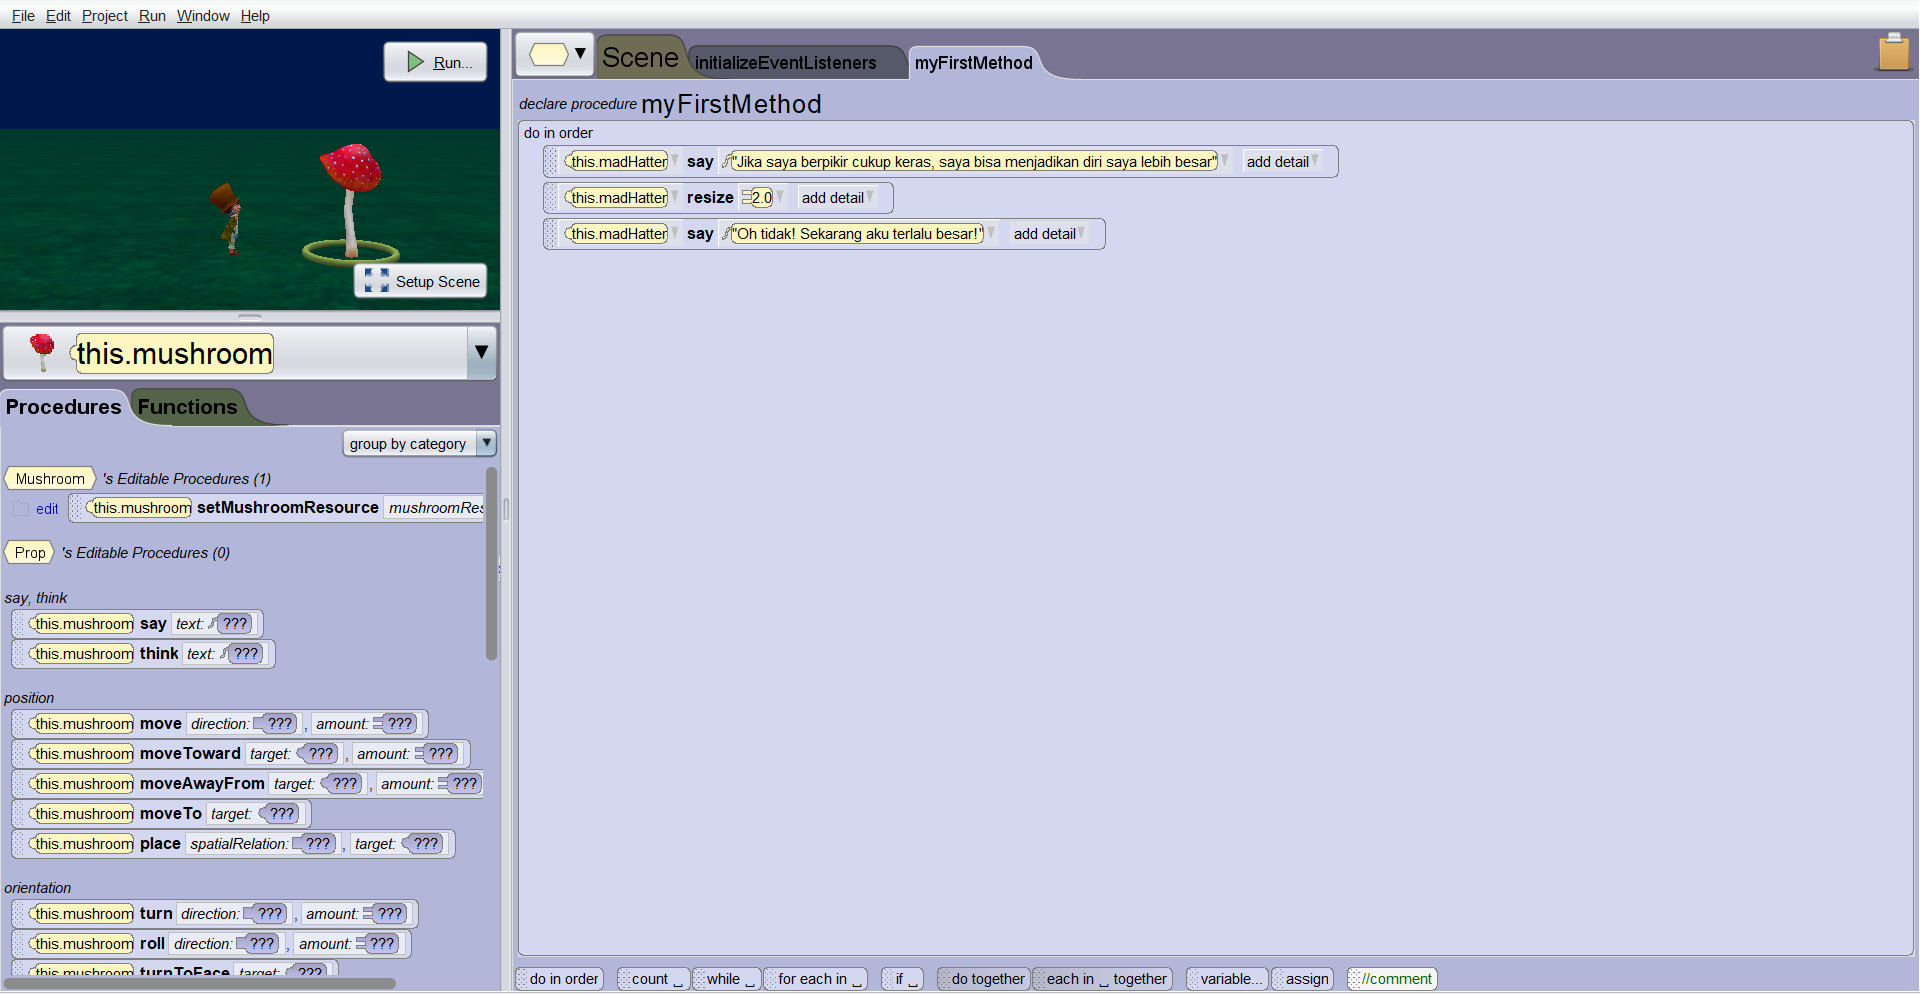 File Edit Project Run Window Help
Run...
Setup Scene
this.mushroom
Procedures Functions
group by category
Mushroom 's Editable Procedures (1)
edit this.mushroom setMushroomResource mushroomRes
Prop 's Editable Procedures (0)
say, think
this.mushroom say text: ???
this.mushroom think text: ???
position
this.mushroom move direction: ??? , amount: ???
this.mushroom moveToward target: ??? , amount: ???
this.mushroom moveAwayFrom target: ??? , amount: ???
this.mushroom moveTo target: ???
this.mushroom place spatialRelation: ??? , target: ???
orientation
this.mushroom turn direction: ??? , amount: ???
this.mushroom roll direction: ??? , amount: ???
this.mushroom turnToFace target: ???
Scene initializeEventListeners myFirstMethod
declare procedure myFirstMethod
do in order
this.madHatter say "Jika saya berpikir cukup keras, saya bisa menjadikan diri saya lebih besar" add detail
this.madHatter resize 2.0 add detail
this.madHatter say "Oh tidak! Sekarang aku terlalu besar!" add detail
do in order count _ while _ for each in _ if _ do together each in _ together variable... assign //comment